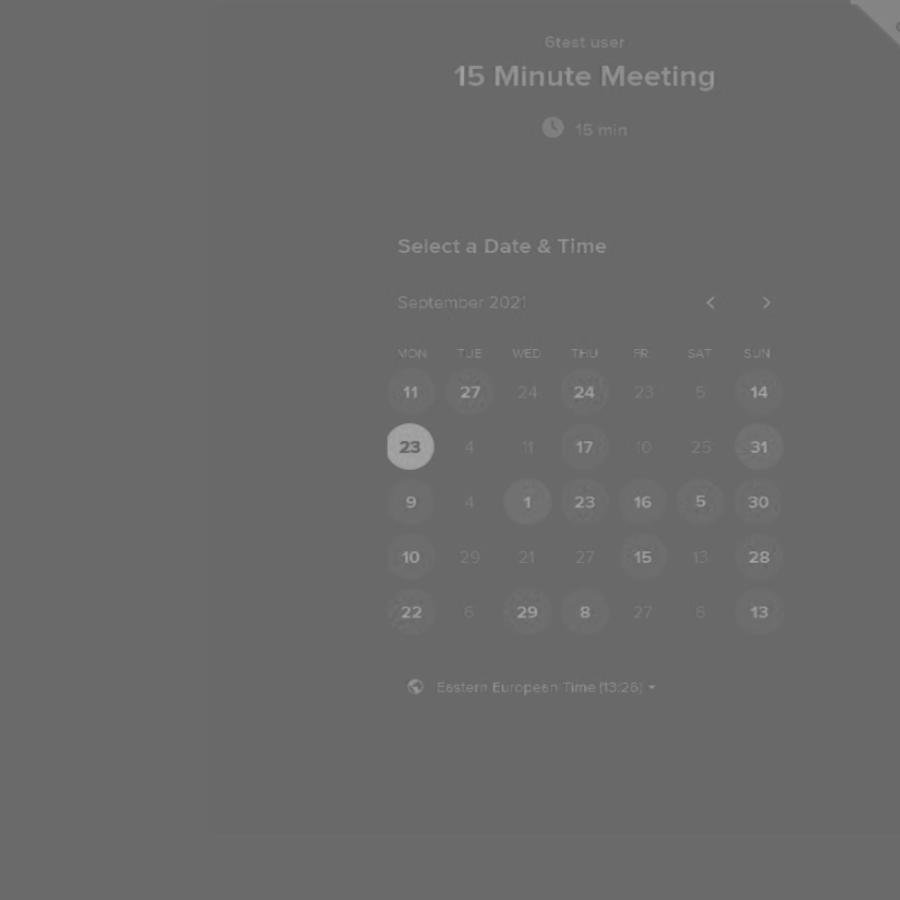 6test user
15 Minute Meeting
15 min
Select a Date & Time
September 2021
MON TUE WED THU FRI SAT SUN
11 27 24 24 23 5 14
23 4 11 17 10 25 31
9 4 1 23 16 5 30
10 29 21 27 15 13 28
22 6 29 8 27 6 13
Eastern European Time (13:26)